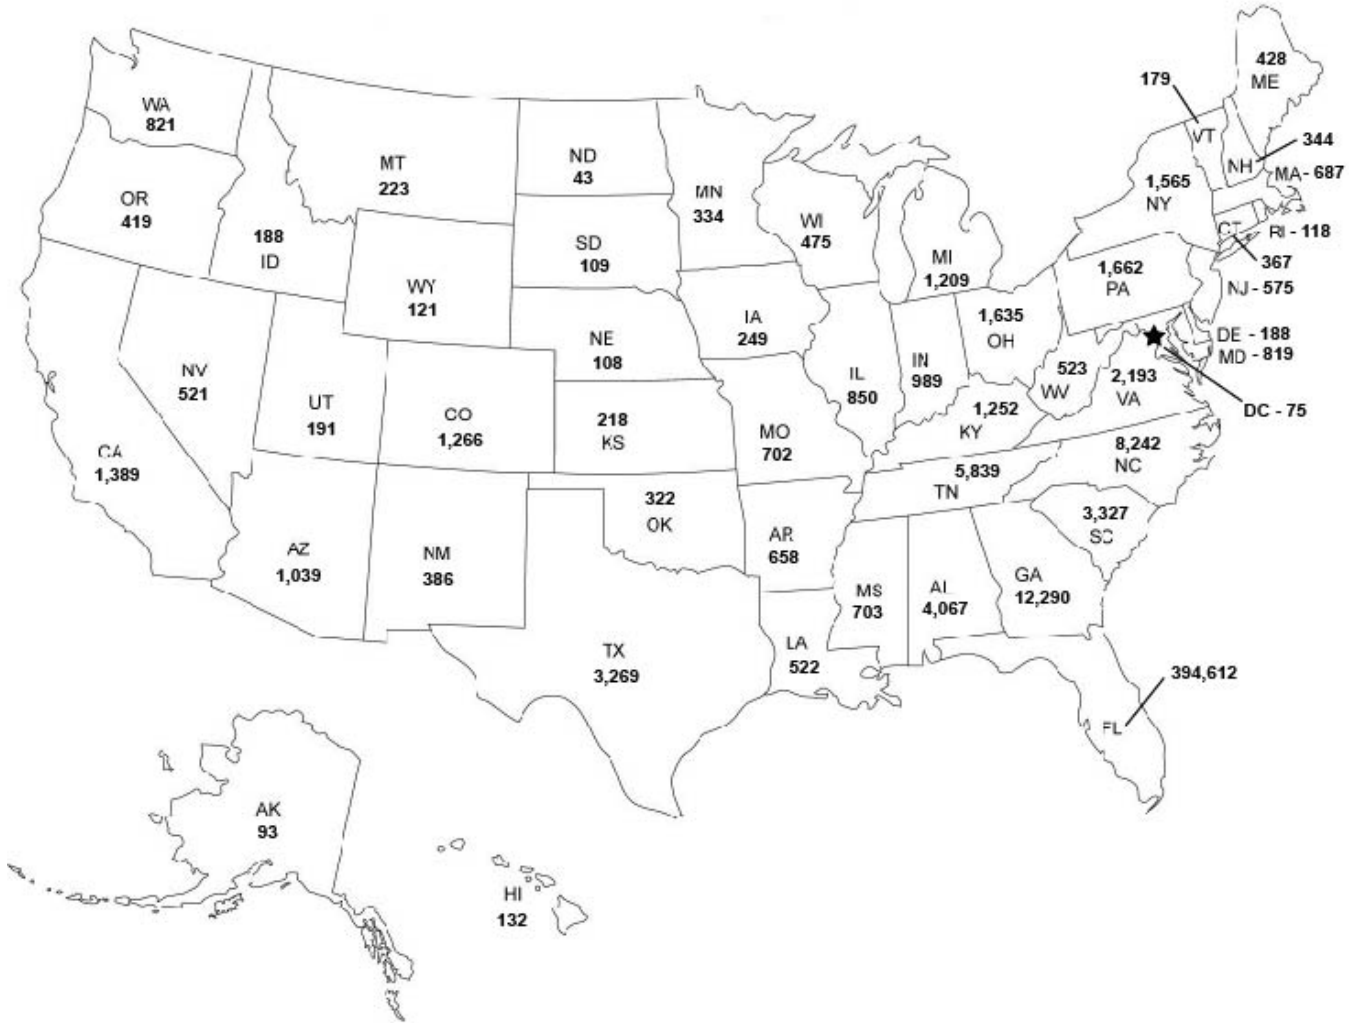 428
ME
179
WA
821
VT
344
NH
MA - 687
MT
223
ND
43
1,565
NY
MN
334
OR
419
WI
475
CT
RI - 118
188
ID
SD
109
MI
1,209
367
1,662
PA
NJ - 575
WY
121
IA
249
1,635
OH
DE - 188
MD - 819
NE
108
IN
989
523
WV
2,193
VA
NV
521
IL
850
UT
191
CO
1,266
218
KS
1,252
KY
DC - 75
MO
702
CA
1,389
8,242
NC
5,839
TN
322
OK
3,327
SC
AR
658
AZ
1,039
NM
386
MS
703
AL
4,067
GA
12,290
TX
3,269
LA
522
394,612
FL
AK
93
HI
132